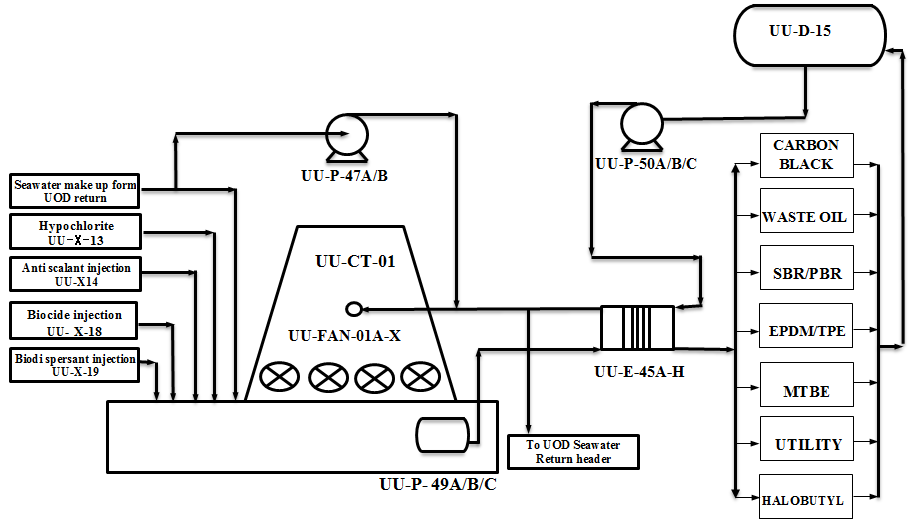 UU-D-15
UU-P-47A/B
UU-P-50A/B/C
CARBON
BLACK
Seawater make up form
UOD return
WASTE OIL
Hypochlorite
UU-X-13
UU-CT-01
Anti scalant injection
UU-X14
SBR/PBR
Biocide injection
UU- X-18
UU-FAN-01A-X
EPDM/TPE
Biodi spersant injection
UU-X-19
UU-E-45A-H
MTBE
To UOD Seawater
Return header
UTILITY
UU-P- 49A/B/C
HALOBUTYL